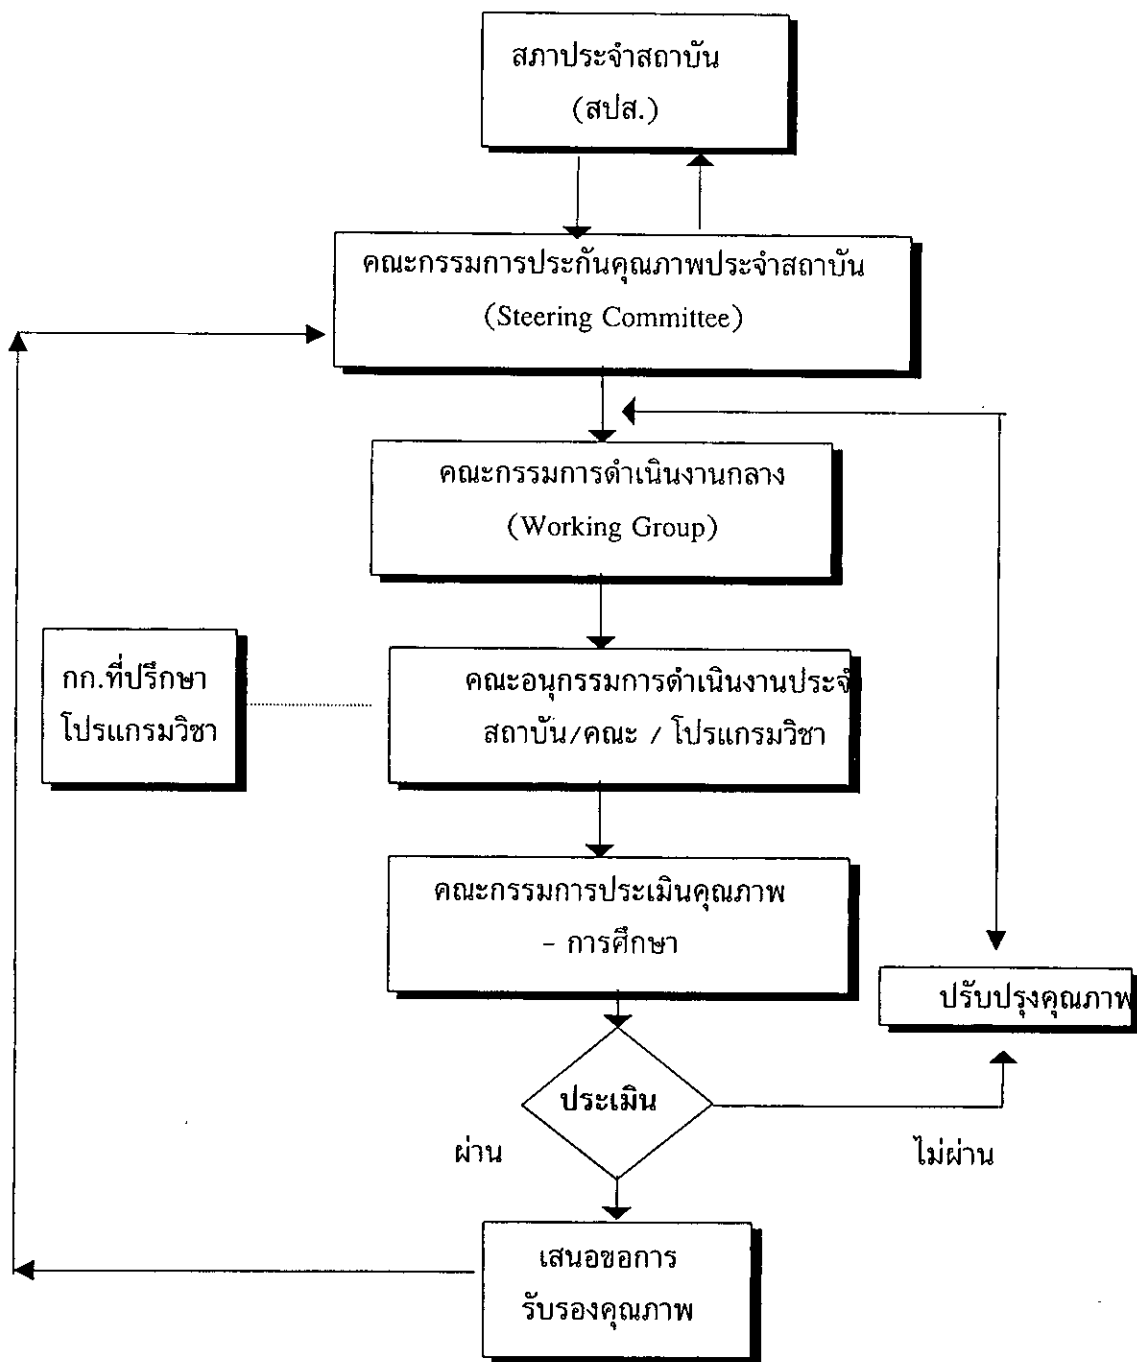 สภาประจำสถาบัน
(สปส.)
คณะกรรมการประกันคุณภาพประจำสถาบัน
(Steering Committee)
คณะกรรมการดำเนินงานกลาง
(Working Group)
กก.ที่ปรึกษา
โปรแกรมวิชา
คณะอนุกรรมการดำเนินงานประจำ
สถาบัน/คณะ / โปรแกรมวิชา
คณะกรรมการประเมินคุณภาพ
- การศึกษา
ปรับปรุงคุณภาพ
ประเมิน
ผ่าน
ไม่ผ่าน
เสนอขอการ
รับรองคุณภาพ